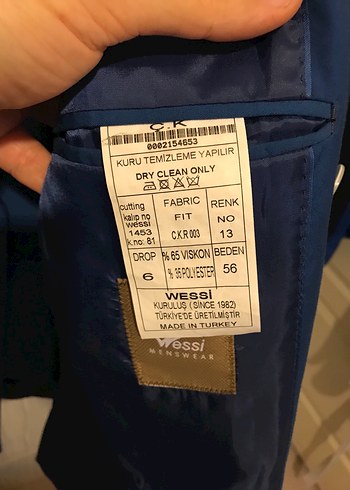 ÇK
0002154653
KURU TEMİZLEME YAPILIR
DRY CLEAN ONLY
cutting
kalıp no
wessi
1453
k.no: 81
FABRIC
FIT
C.K.R 003
RENK
NO
13
DROP
6
% 65 VISKON
% 35 POLYESTER
BEDEN
56
wessi
KURULUŞ (SINCE 1982)
TÜRKİYE'DE ÜRETİLMİŞTİR
MADE IN TURKEY
Wessi
MENSWEAR